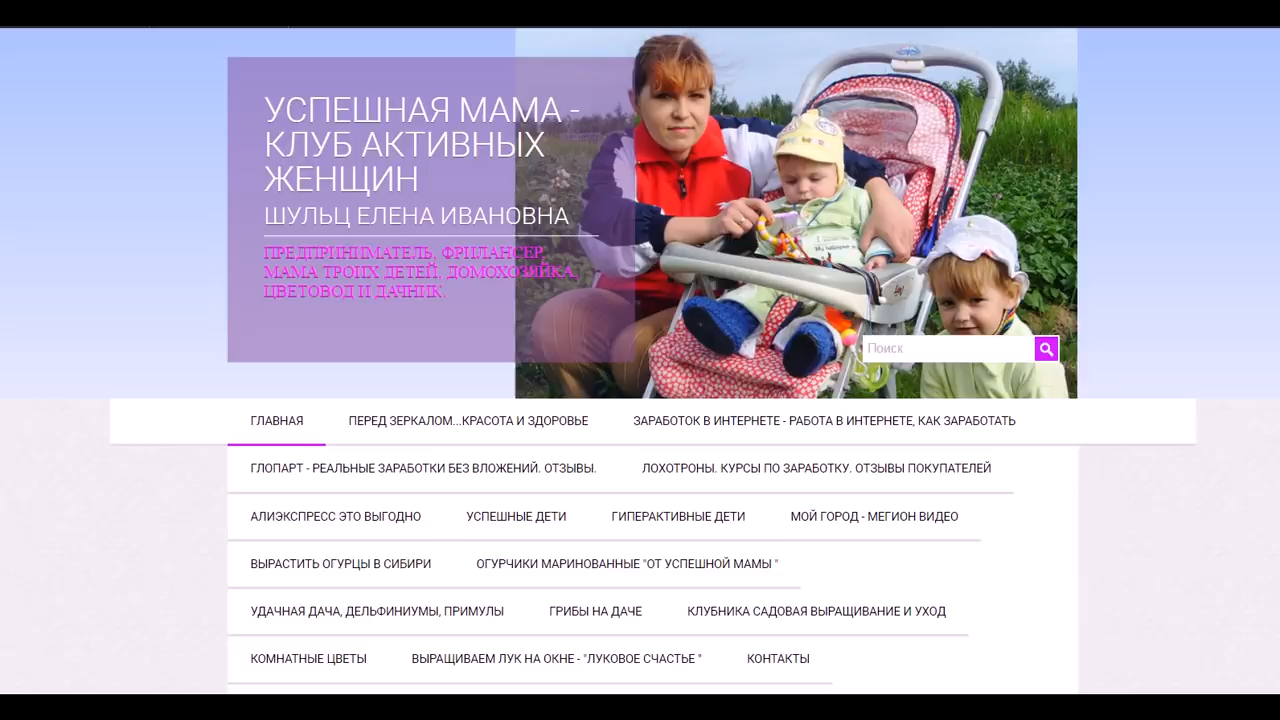 УСПЕШНАЯ МАМА -
КЛУБ АКТИВНЫХ
ЖЕНЩИН
ШУЛЬЦ ЕЛЕНА ИВАНОВНА
ПРЕДПРИНИМАТЕЛЬ, ФРИЛАНСЕР,
МАМА ТРОИХ ДЕТЕЙ, ДОМОХОЗЯЙКА,
ЦВЕТОВОД И ДАЧНИК.
Поиск
ГЛАВНАЯ ПЕРЕД ЗЕРКАЛОМ...КРАСОТА И ЗДОРОВЬЕ ЗАРАБОТОК В ИНТЕРНЕТЕ - РАБОТА В ИНТЕРНЕТЕ, КАК ЗАРАБОТАТЬ
ГЛОПАРТ - РЕАЛЬНЫЕ ЗАРАБОТКИ БЕЗ ВЛОЖЕНИЙ. ОТЗЫВЫ. ЛОХОТРОНЫ. КУРСЫ ПО ЗАРАБОТКУ. ОТЗЫВЫ ПОКУПАТЕЛЕЙ
АЛИЭКСПРЕСС ЭТО ВЫГОДНО УСПЕШНЫЕ ДЕТИ ГИПЕРАКТИВНЫЕ ДЕТИ МОЙ ГОРОД - МЕГИОН ВИДЕО
ВЫРАСТИТЬ ОГУРЦЫ В СИБИРИ ОГУРЧИКИ МАРИНОВАННЫЕ "ОТ УСПЕШНОЙ МАМЫ "
УДАЧНАЯ ДАЧА, ДЕЛЬФИНИУМЫ, ПРИМУЛЫ ГРИБЫ НА ДАЧЕ КЛУБНИКА САДОВАЯ ВЫРАЩИВАНИЕ И УХОД
КОМНАТНЫЕ ЦВЕТЫ ВЫРАЩИВАЕМ ЛУК НА ОКНЕ - "ЛУКОВОЕ СЧАСТЬЕ " КОНТАКТЫ